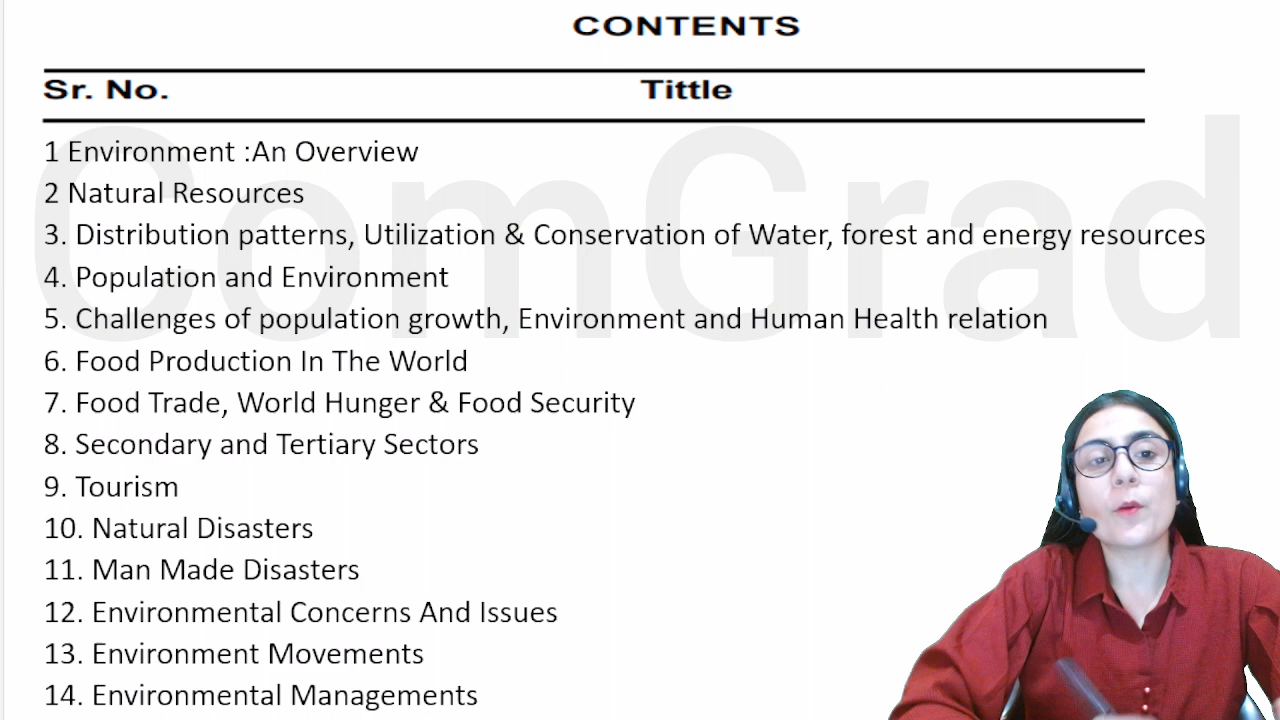 CONTENTS
Sr. No. Tittle
1 Environment :An Overview
2 Natural Resources
3. Distribution patterns, Utilization & Conservation of Water, forest and energy resources
4. Population and Environment
5. Challenges of population growth, Environment and Human Health relation
6. Food Production In The World
7. Food Trade, World Hunger & Food Security
8. Secondary and Tertiary Sectors
9. Tourism
10. Natural Disasters
11. Man Made Disasters
12. Environmental Concerns And Issues
13. Environment Movements
14. Environmental Managements
ComGrad